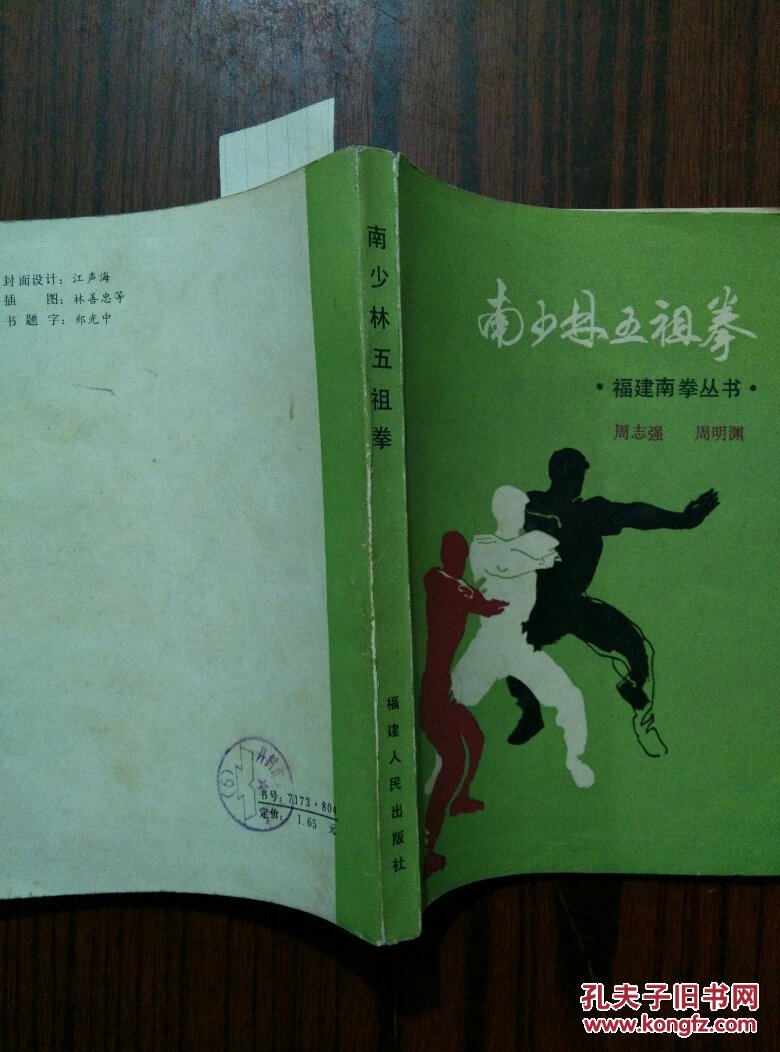 封面设计：江声海
插　　图：林善忠等
书 题 字：郑光中
书号：7173·804
定价：1.65 元
(6)
南少林五祖拳
福建人民出版社
南少林五祖拳
·福建南拳丛书·
周志强　周明渊
孔夫子旧书网
www.kongfz.com